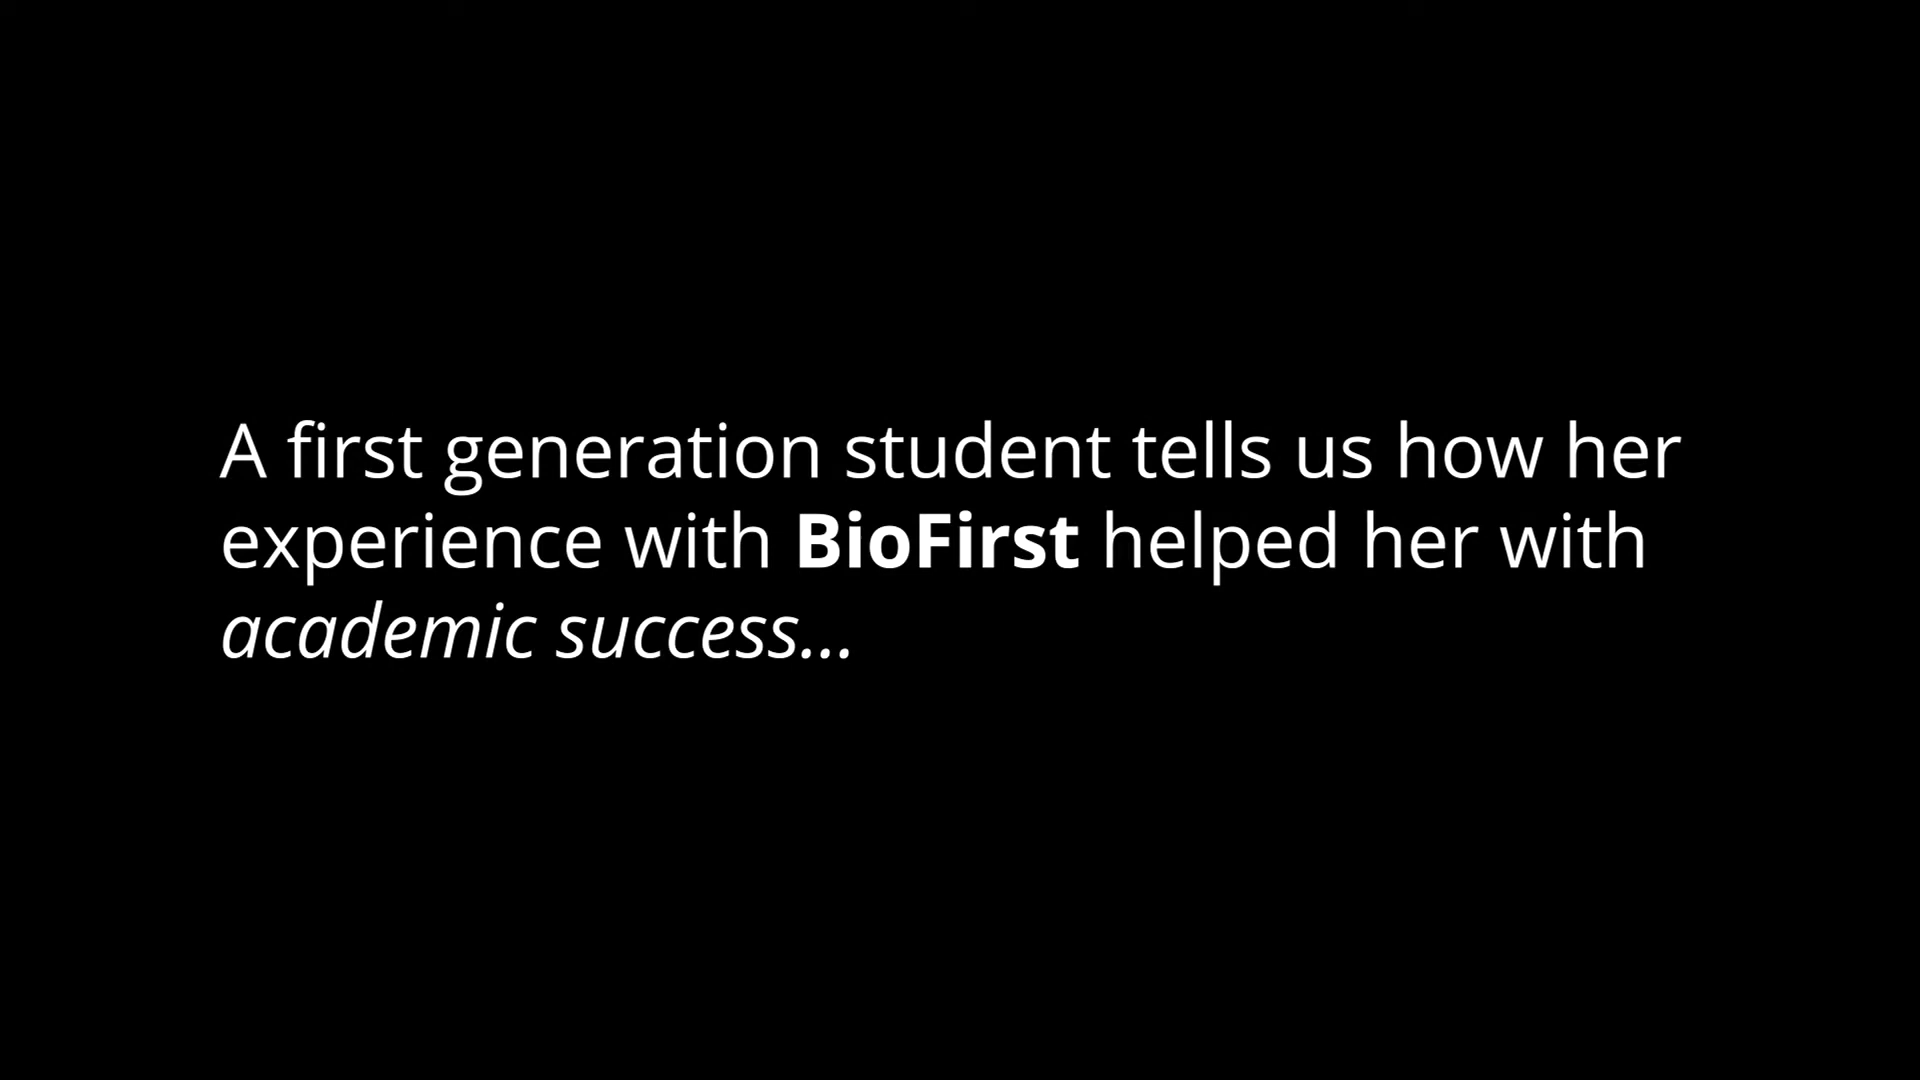 A first generation student tells us how her
experience with BioFirst helped her with
academic success...